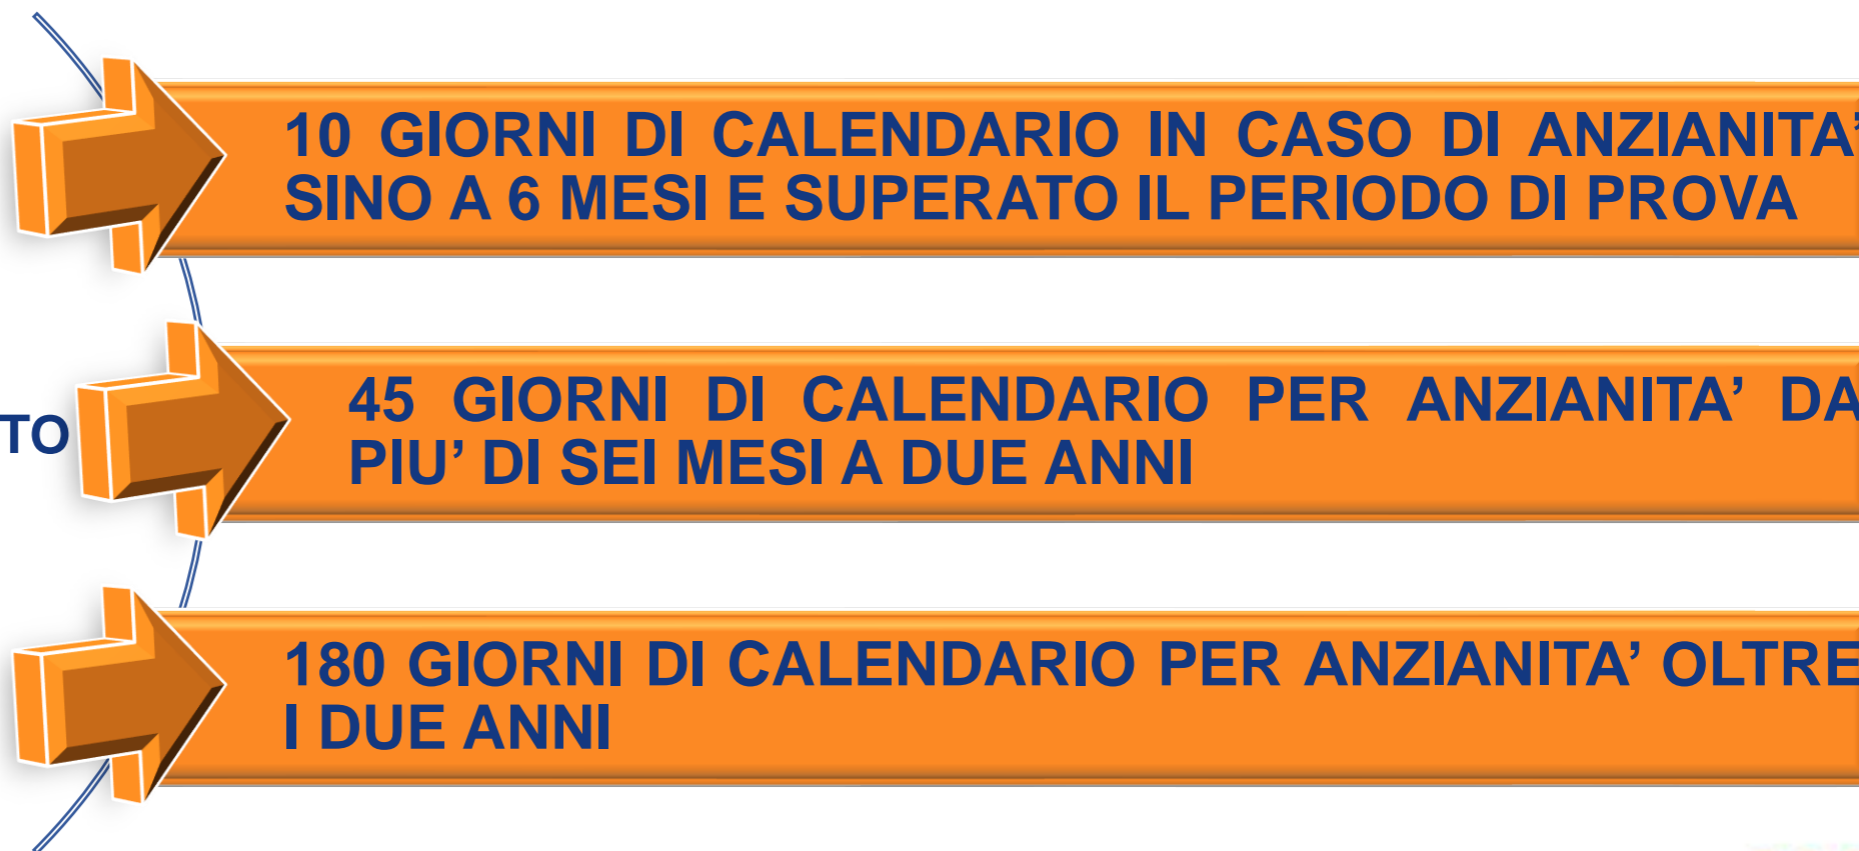 10 GIORNI DI CALENDARIO IN CASO DI ANZIANITA’
SINO A 6 MESI E SUPERATO IL PERIODO DI PROVA
TO
45 GIORNI DI CALENDARIO PER ANZIANITA’ DA
PIU’ DI SEI MESI A DUE ANNI
180 GIORNI DI CALENDARIO PER ANZIANITA’ OLTRE
I DUE ANNI